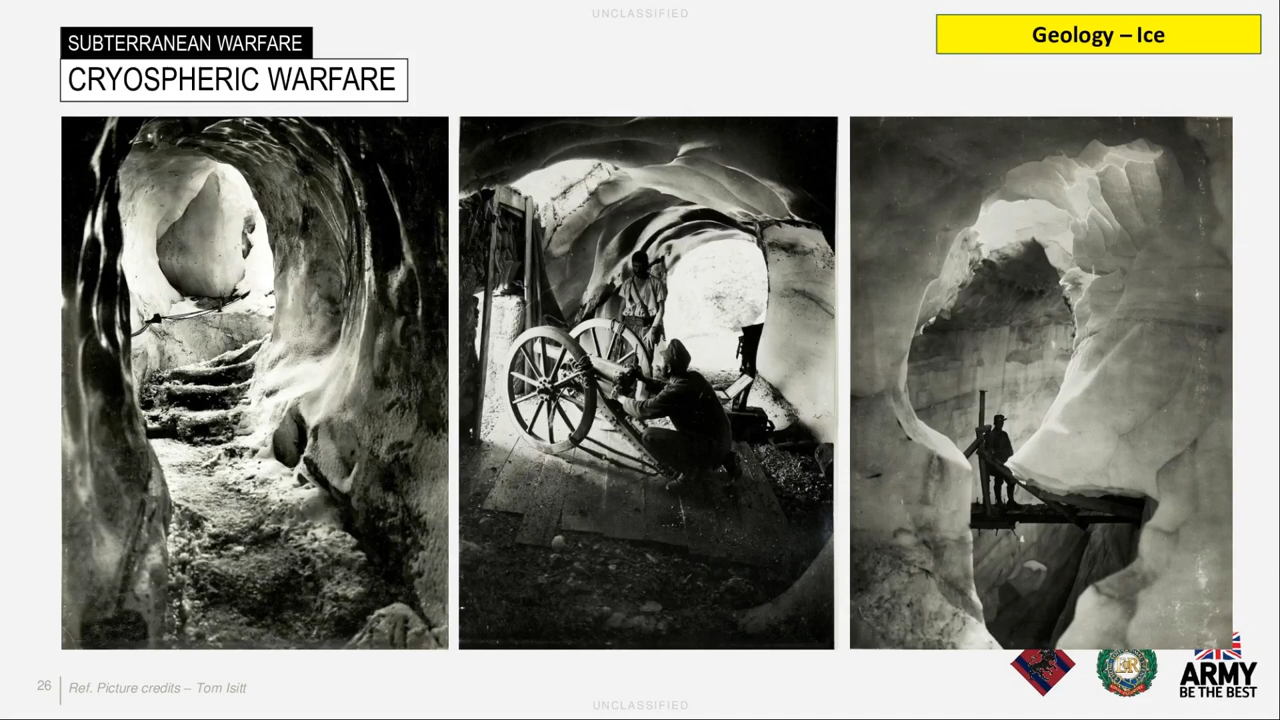 UNCLASSIFIED
SUBTERRANEAN WARFARE
Geology – Ice
CRYOSPHERIC WARFARE
26
Ref. Picture credits – Tom Isitt
ARMY
BE THE BEST
UNCLASSIFIED